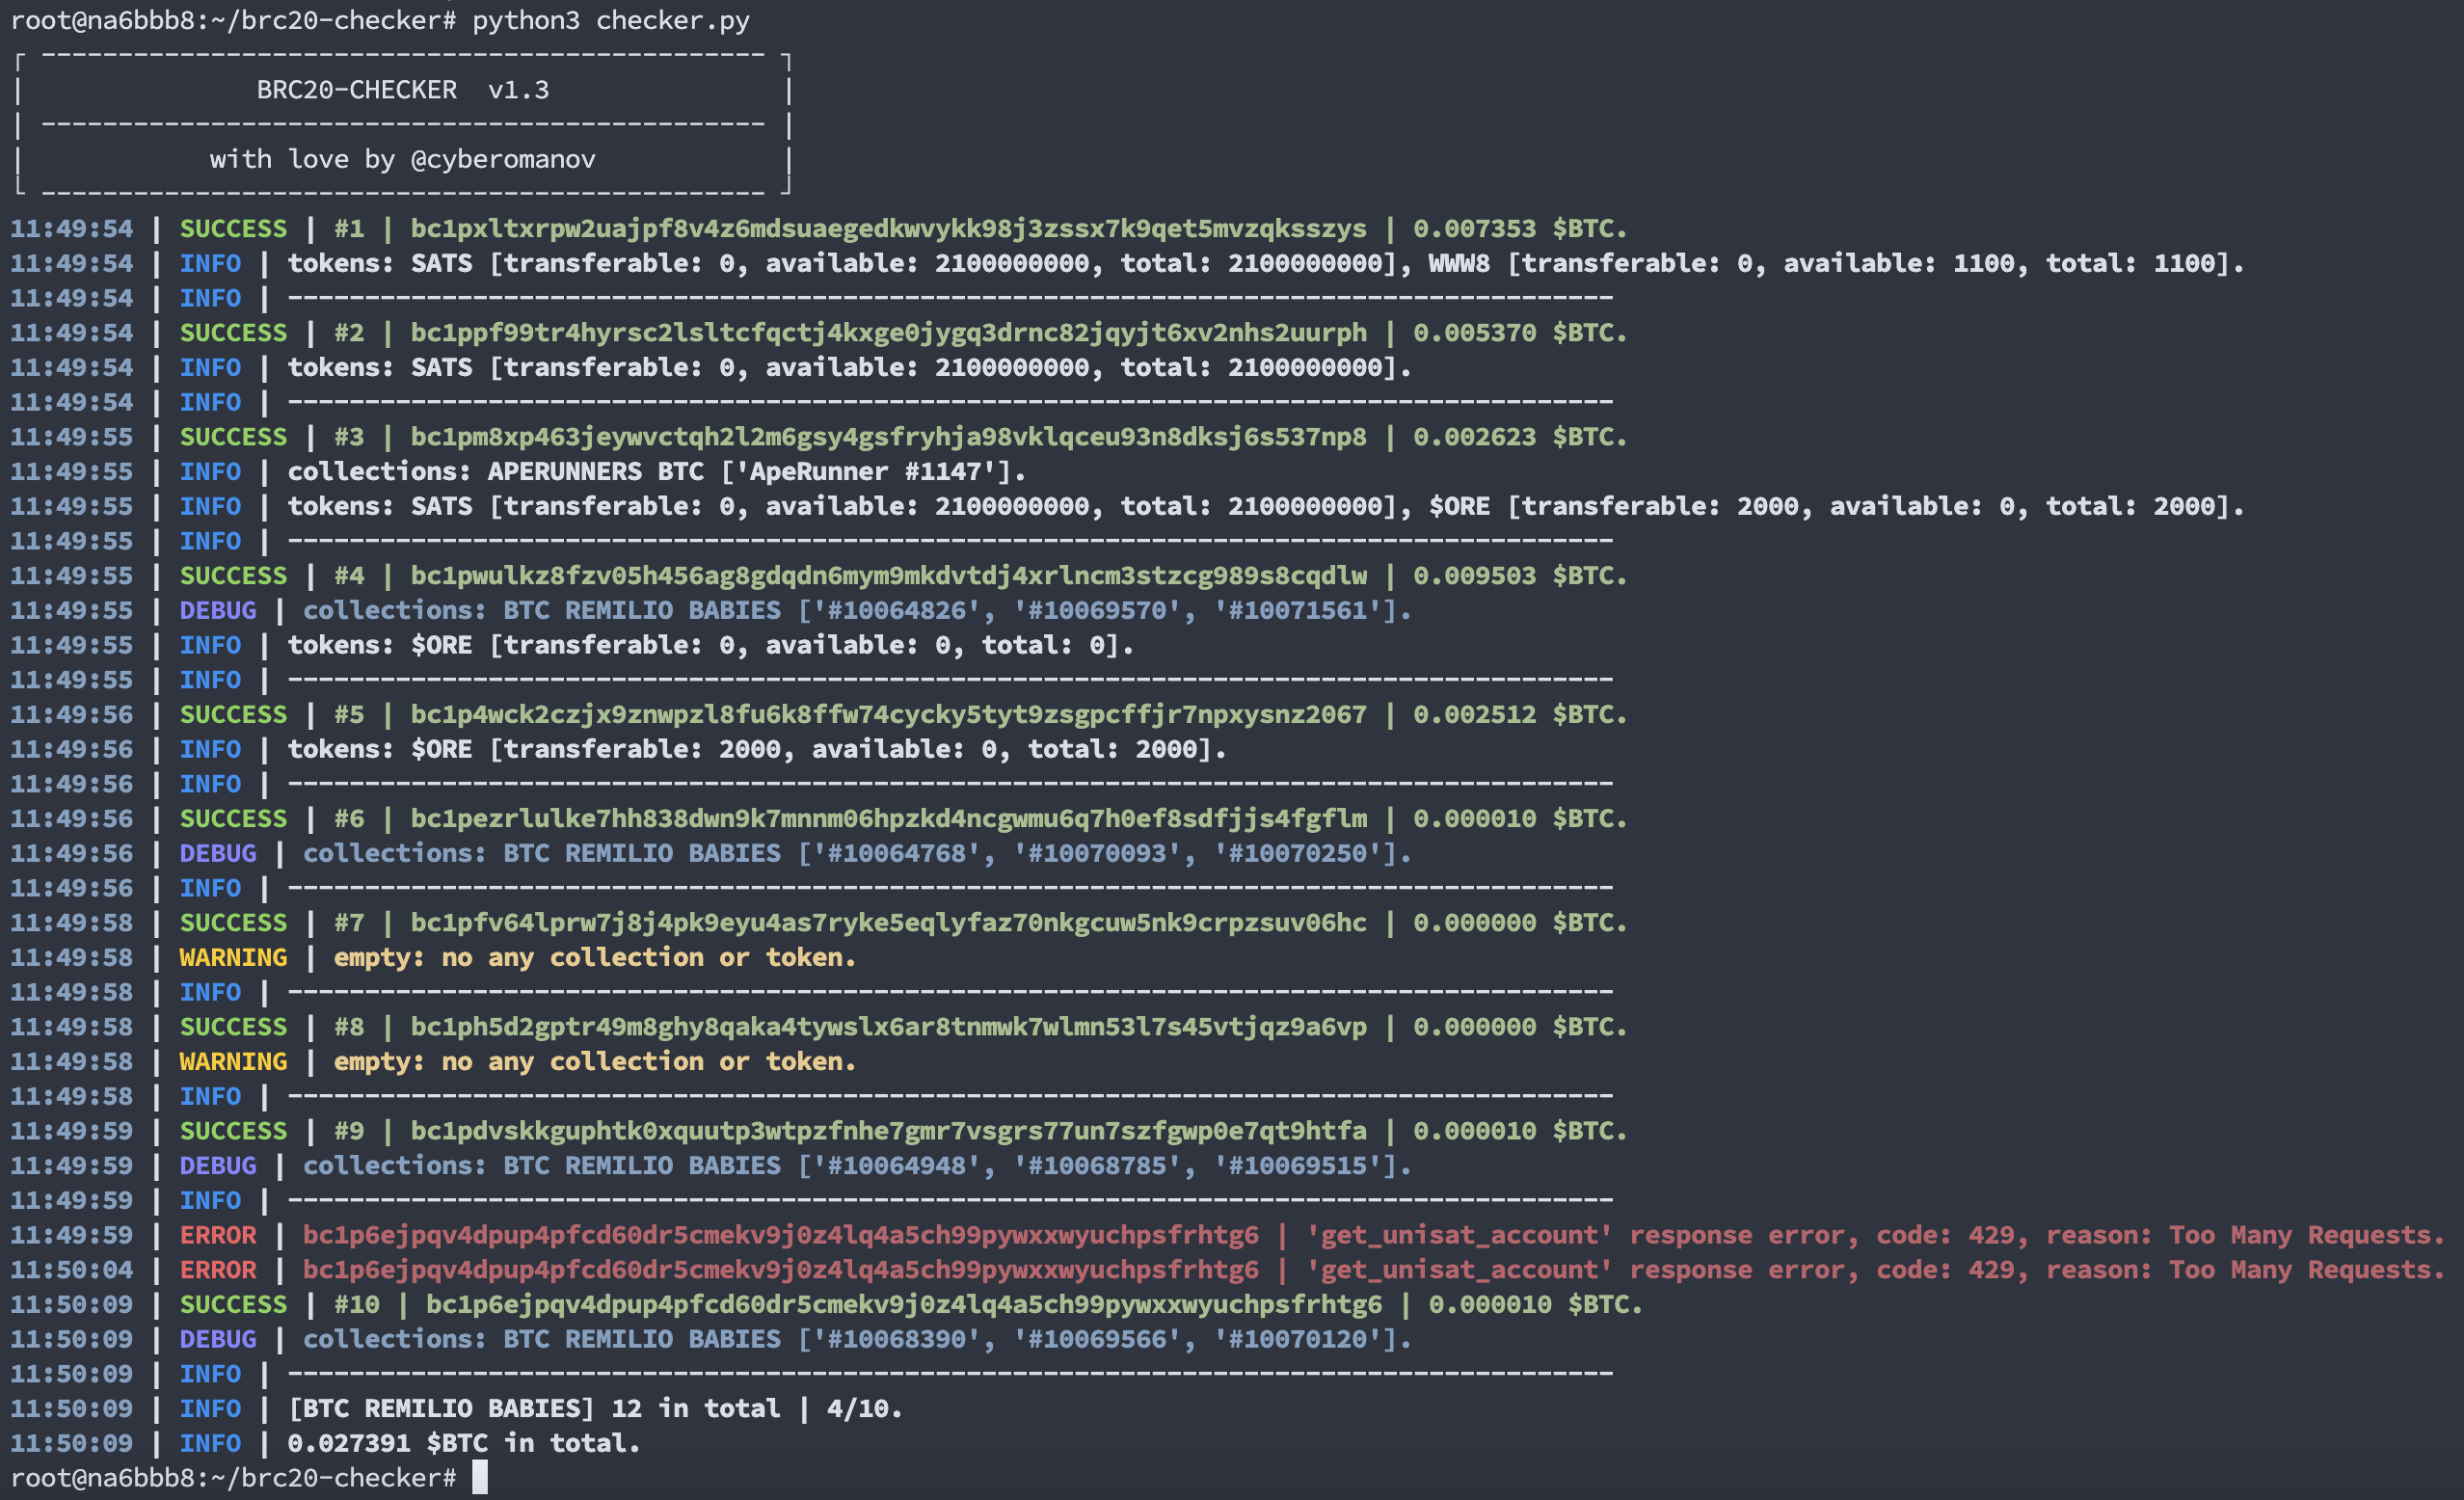 root@na6bbb8:~/brc20-checker# python3 checker.py
┌ ----------------------------------------------- ┐
| BRC20-CHECKER  v1.3 |
| ----------------------------------------------- |
| with love by @cyberomanov |
└ ----------------------------------------------- ┘
11:49:54 | SUCCESS | #1 | bc1pxltxrpw2uajpf8v4z6mdsuaegedkwvykk98j3zssx7k9qet5mvzqksszys | 0.007353 $BTC.
11:49:54 | INFO | tokens: SATS [transferable: 0, available: 2100000000, total: 2100000000], WWW8 [transferable: 0, available: 1100, total: 1100].
11:49:54 | INFO | --------------------------------------------------------------------------------------
11:49:54 | SUCCESS | #2 | bc1ppf99tr4hyrsc2lsltcfqctj4kxge0jygq3drnc82jqyjt6xv2nhs2uurph | 0.005370 $BTC.
11:49:54 | INFO | tokens: SATS [transferable: 0, available: 2100000000, total: 2100000000].
11:49:54 | INFO | --------------------------------------------------------------------------------------
11:49:55 | SUCCESS | #3 | bc1pm8xp463jeywvctqh2l2m6gsy4gsfryhja98vklqceu93n8dksj6s537np8 | 0.002623 $BTC.
11:49:55 | INFO | collections: APERUNNERS BTC ['ApeRunner #1147'].
11:49:55 | INFO | tokens: SATS [transferable: 0, available: 2100000000, total: 2100000000], $ORE [transferable: 2000, available: 0, total: 2000].
11:49:55 | INFO | --------------------------------------------------------------------------------------
11:49:55 | SUCCESS | #4 | bc1pwulkz8fzv05h456ag8gdqdn6mym9mkdvtdj4xrlncm3stzcg989s8cqdlw | 0.009503 $BTC.
11:49:55 | DEBUG | collections: BTC REMILIO BABIES ['#10064826', '#10069570', '#10071561'].
11:49:55 | INFO | tokens: $ORE [transferable: 0, available: 0, total: 0].
11:49:55 | INFO | --------------------------------------------------------------------------------------
11:49:56 | SUCCESS | #5 | bc1p4wck2czjx9znwpzl8fu6k8ffw74cycky5tyt9zsgpcffjr7npxysnz2067 | 0.002512 $BTC.
11:49:56 | INFO | tokens: $ORE [transferable: 2000, available: 0, total: 2000].
11:49:56 | INFO | --------------------------------------------------------------------------------------
11:49:56 | SUCCESS | #6 | bc1pezrlulke7hh838dwn9k7mnnm06hpzkd4ncgwmu6q7h0ef8sdfjjs4fgflm | 0.000010 $BTC.
11:49:56 | DEBUG | collections: BTC REMILIO BABIES ['#10064768', '#10070093', '#10070250'].
11:49:56 | INFO | --------------------------------------------------------------------------------------
11:49:58 | SUCCESS | #7 | bc1pfv64lprw7j8j4pk9eyu4as7ryke5eqlyfaz70nkgcuw5nk9crpzsuv06hc | 0.000000 $BTC.
11:49:58 | WARNING | empty: no any collection or token.
11:49:58 | INFO | --------------------------------------------------------------------------------------
11:49:58 | SUCCESS | #8 | bc1ph5d2gptr49m8ghy8qaka4tywslx6ar8tnmwk7wlmn53l7s45vtjqz9a6vp | 0.000000 $BTC.
11:49:58 | WARNING | empty: no any collection or token.
11:49:58 | INFO | --------------------------------------------------------------------------------------
11:49:59 | SUCCESS | #9 | bc1pdvskkguphtk0xquutp3wtpzfnhe7gmr7vsgrs77un7szfgwp0e7qt9htfa | 0.000010 $BTC.
11:49:59 | DEBUG | collections: BTC REMILIO BABIES ['#10064948', '#10068785', '#10069515'].
11:49:59 | INFO | --------------------------------------------------------------------------------------
11:49:59 | ERROR | bc1p6ejpqv4dpup4pfcd60dr5cmekv9j0z4lq4a5ch99pywxxwyuchpsfrhtg6 | 'get_unisat_account' response error, code: 429, reason: Too Many Requests.
11:50:04 | ERROR | bc1p6ejpqv4dpup4pfcd60dr5cmekv9j0z4lq4a5ch99pywxxwyuchpsfrhtg6 | 'get_unisat_account' response error, code: 429, reason: Too Many Requests.
11:50:09 | SUCCESS | #10 | bc1p6ejpqv4dpup4pfcd60dr5cmekv9j0z4lq4a5ch99pywxxwyuchpsfrhtg6 | 0.000010 $BTC.
11:50:09 | DEBUG | collections: BTC REMILIO BABIES ['#10068390', '#10069566', '#10070120'].
11:50:09 | INFO | --------------------------------------------------------------------------------------
11:50:09 | INFO | [BTC REMILIO BABIES] 12 in total | 4/10.
11:50:09 | INFO | 0.027391 $BTC in total.
root@na6bbb8:~/brc20-checker#